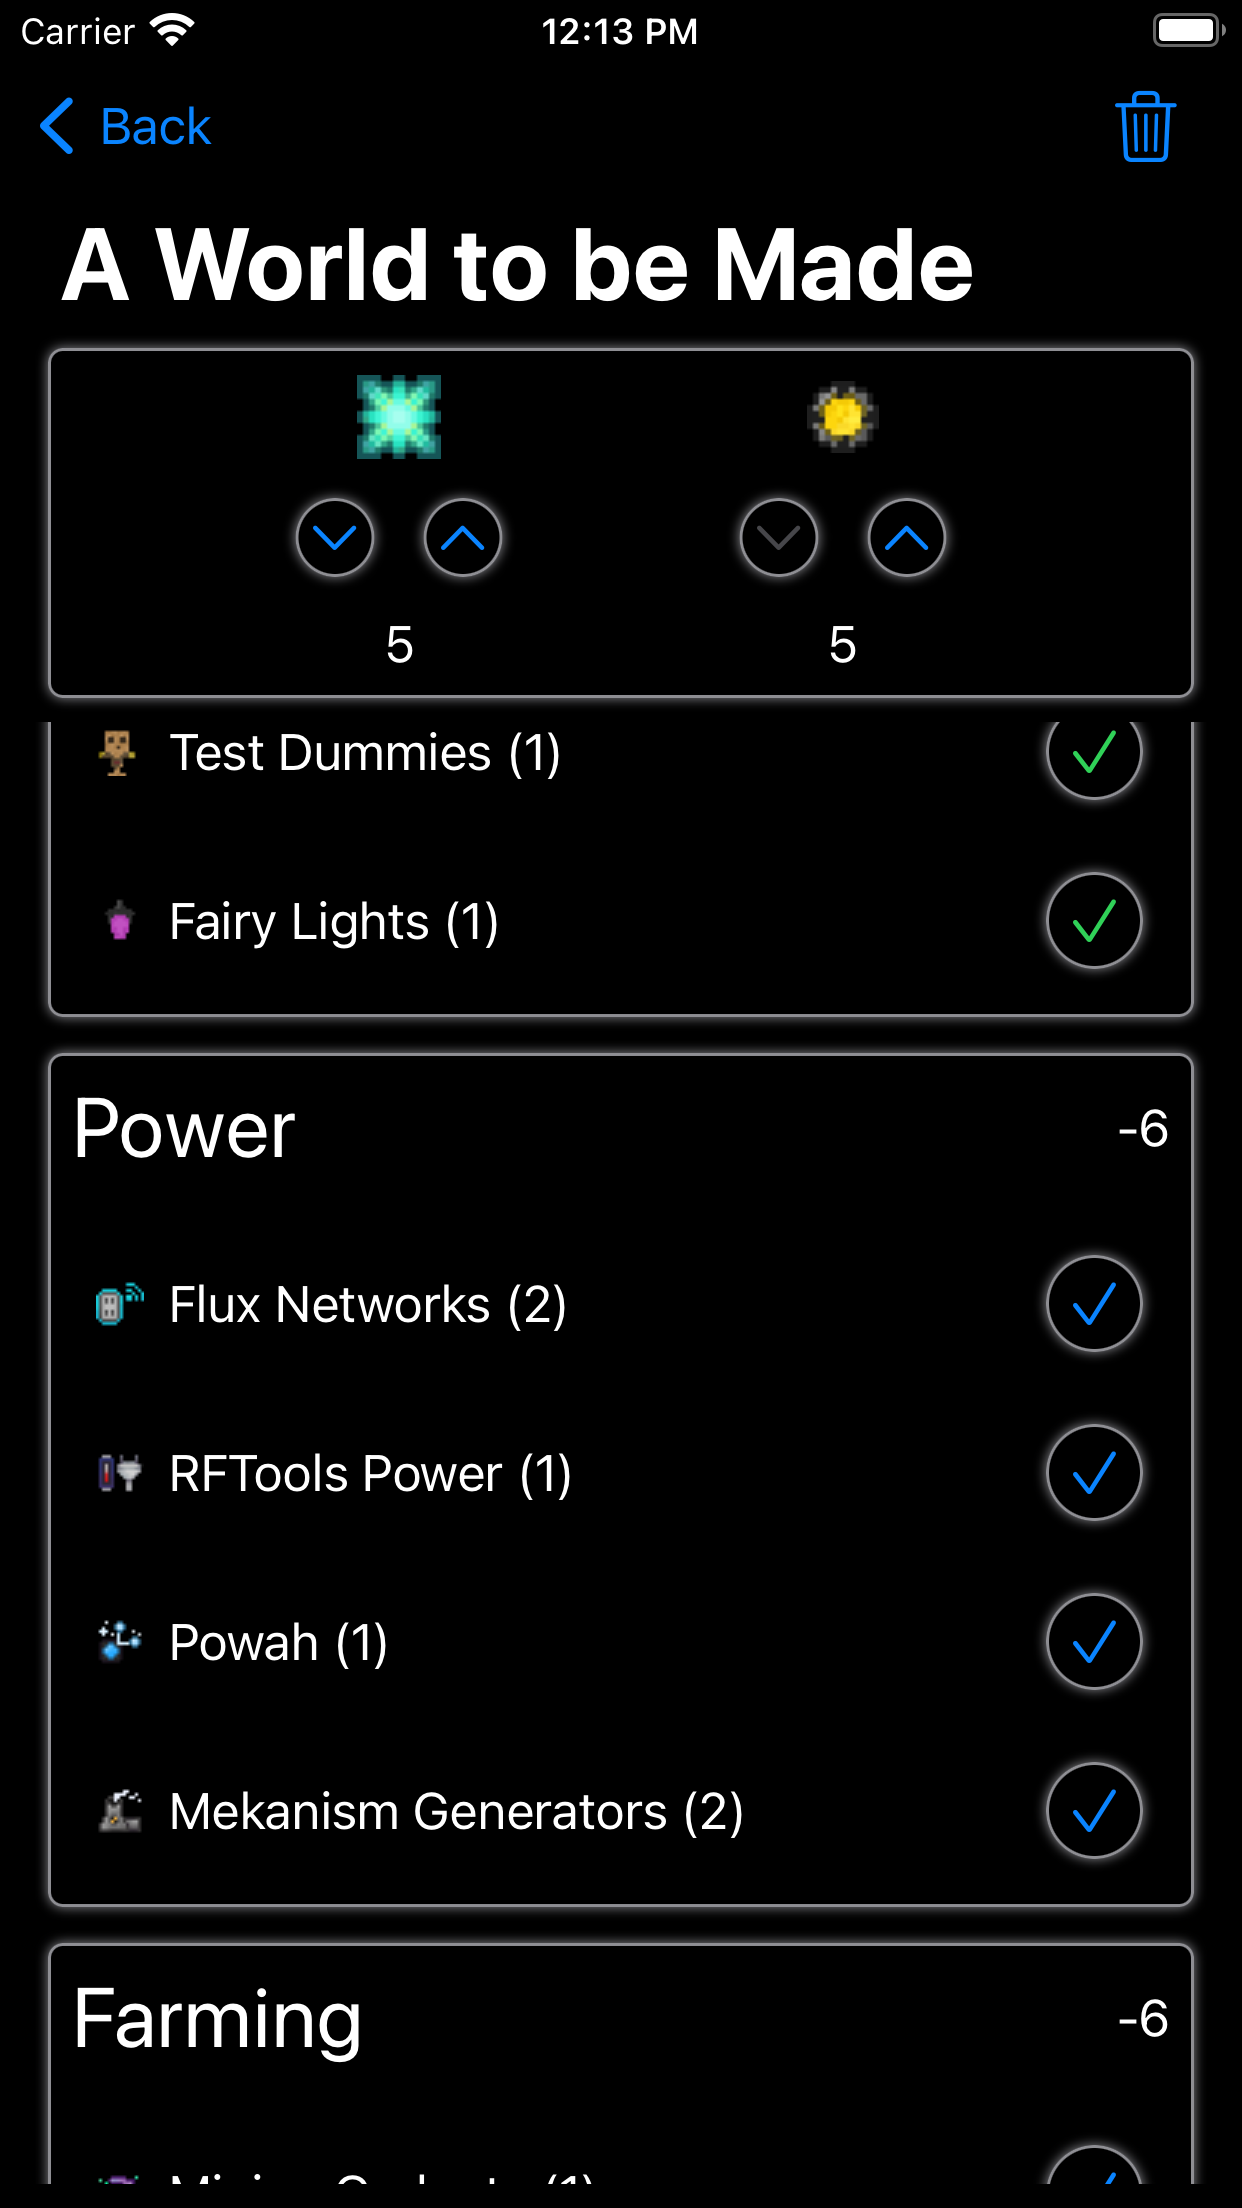 Carrier
12:13 PM
Back
A World to be Made
5
5
Test Dummies (1)
Fairy Lights (1)
Power
-6
Flux Networks (2)
RFTools Power (1)
Powah (1)
Mekanism Generators (2)
Farming
-6